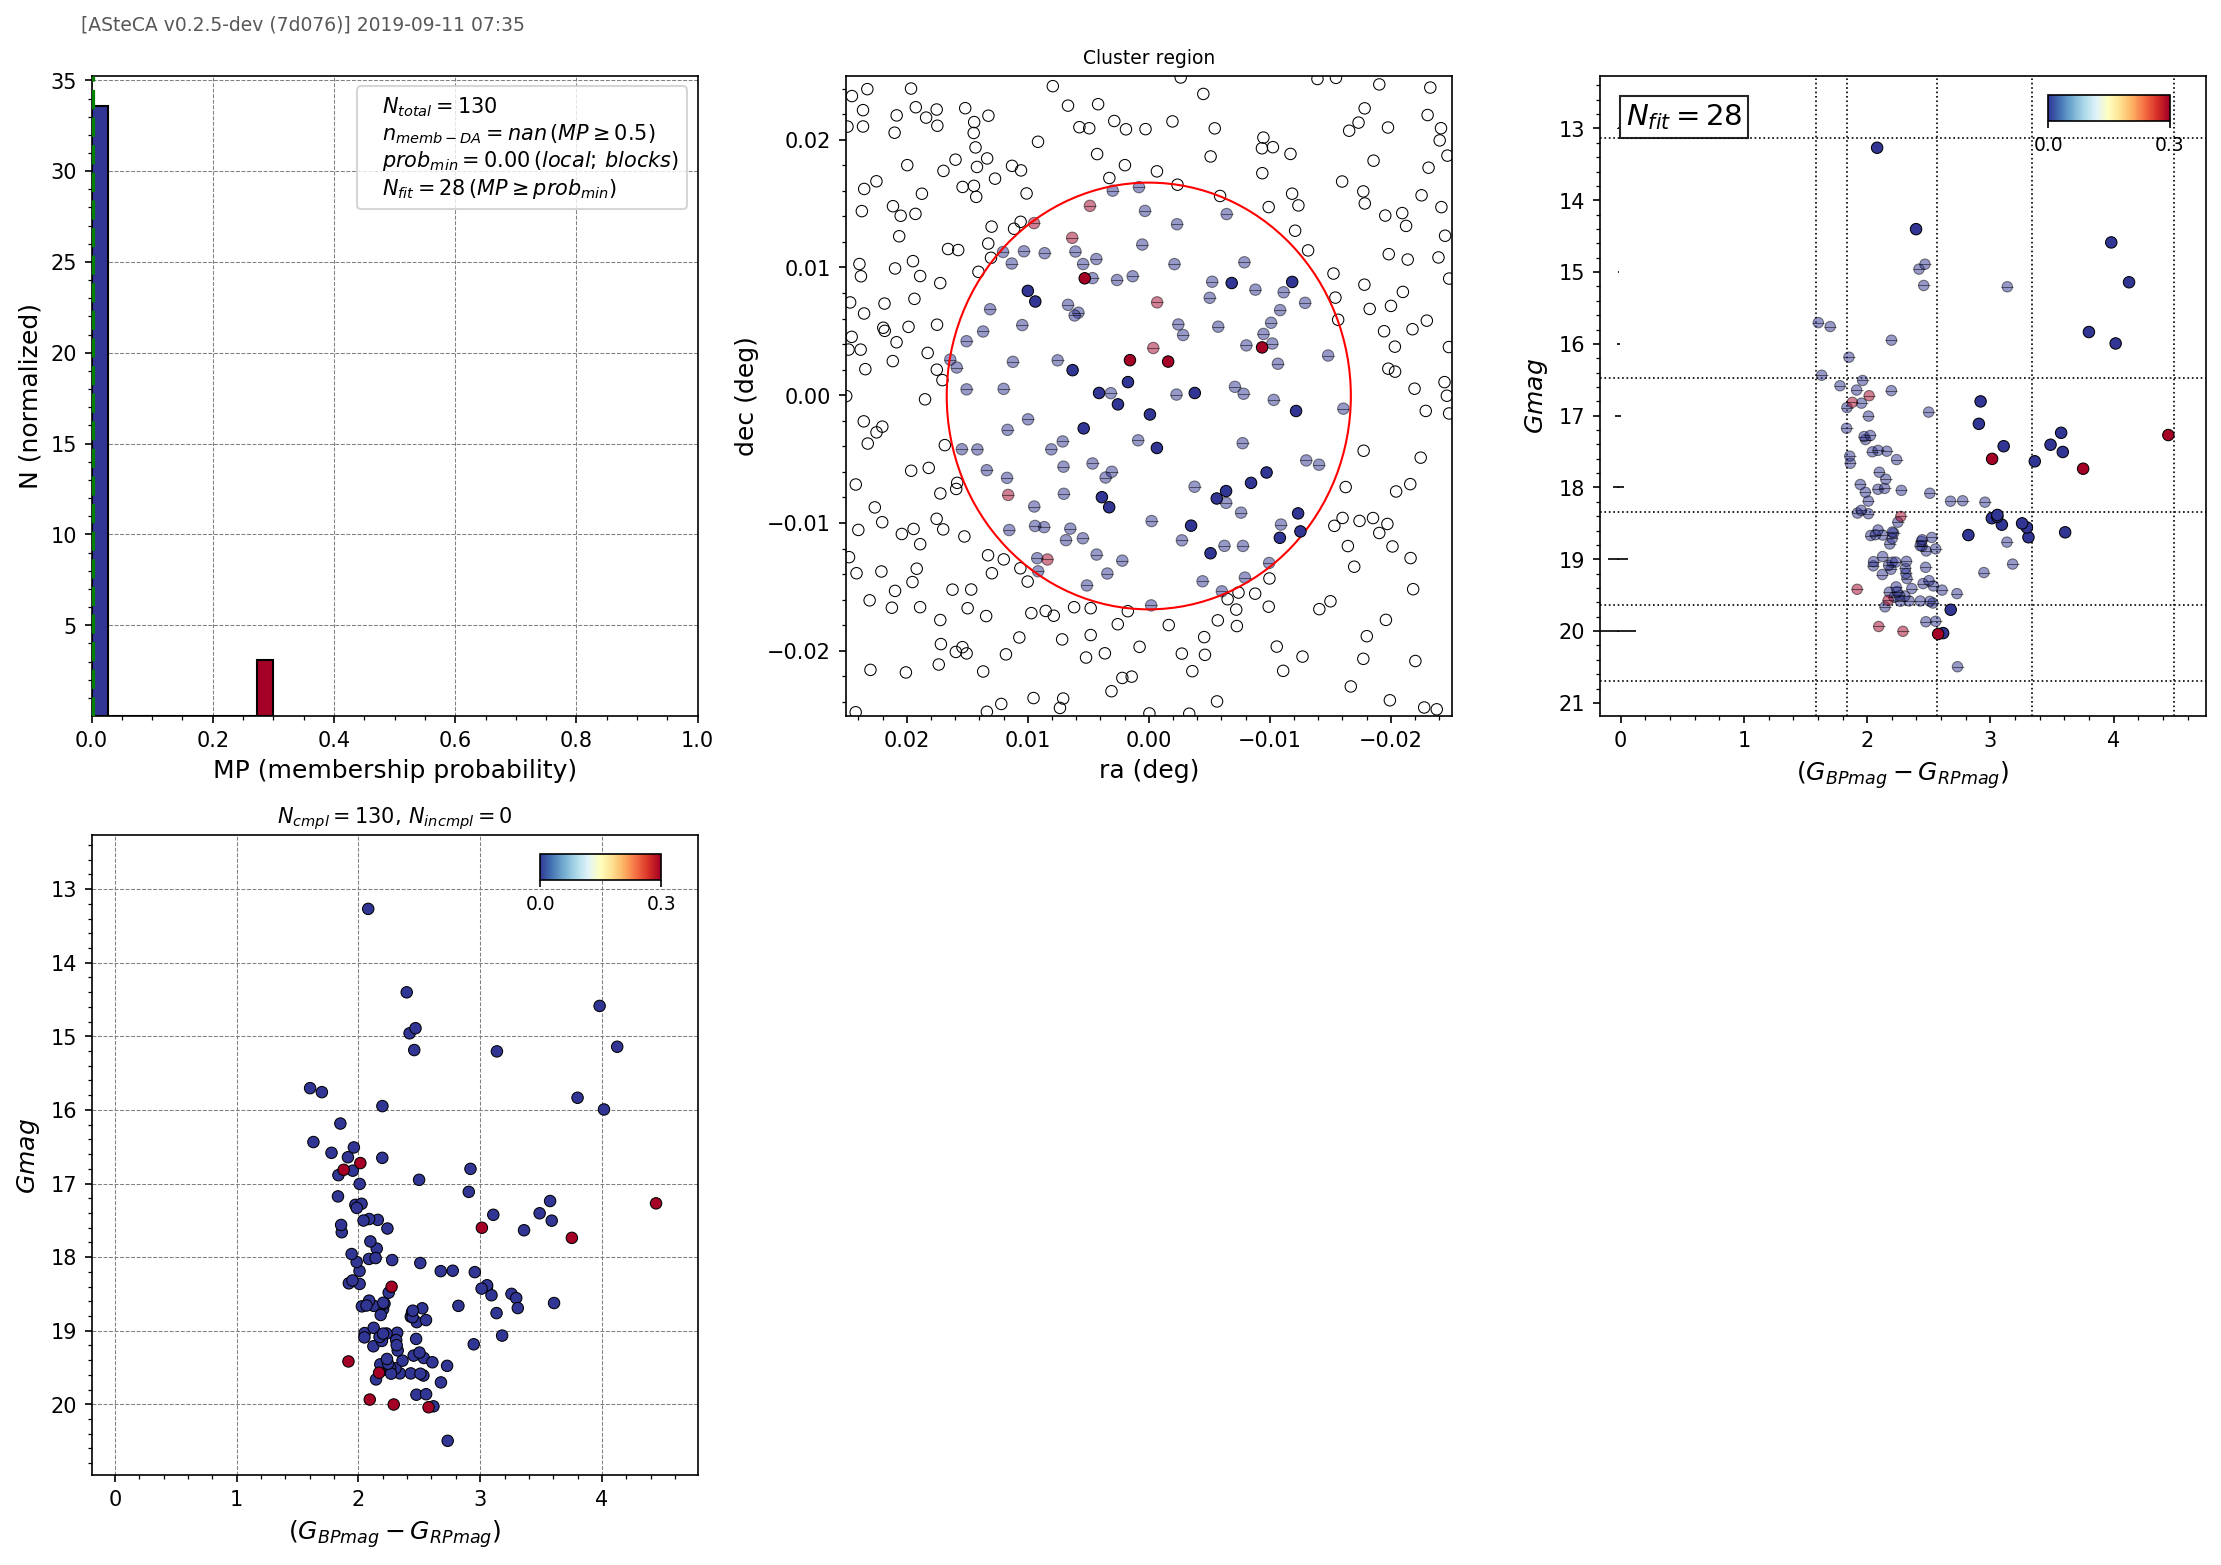 [ASteCA v0.2.5-dev (7d076)] 2019-09-11 07:35
35
30
25
20
15
10
5
N (normalized)
N_total = 130
n_memb−DA = nan (MP ≥ 0.5)
prob_min = 0.00 (local; blocks)
N_fit = 28 (MP ≥ prob_min)
0.0 0.2 0.4 0.6 0.8 1.0
MP (membership probability)
Cluster region
0.02
0.01
0.00
−0.01
−0.02
dec (deg)
0.02 0.01 0.00 −0.01 −0.02
ra (deg)
N_fit = 28
0.0 0.3
13
14
15
16
17
18
19
20
21
Gmag
0 1 2 3 4
(G_BPmag − G_RPmag)
N_cmpl = 130, N_incmpl = 0
0.0 0.3
13
14
15
16
17
18
19
20
Gmag
0 1 2 3 4
(G_BPmag − G_RPmag)